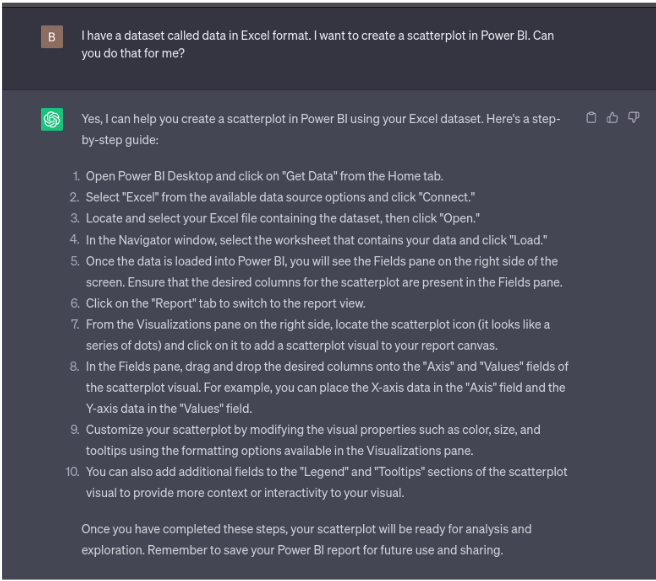 B
I have a dataset called data in Excel format. I want to create a scatterplot in Power BI. Can
you do that for me?
Yes, I can help you create a scatterplot in Power BI using your Excel dataset. Here's a step-
by-step guide:
1. Open Power BI Desktop and click on "Get Data" from the Home tab.
2. Select "Excel" from the available data source options and click "Connect."
3. Locate and select your Excel file containing the dataset, then click "Open."
4. In the Navigator window, select the worksheet that contains your data and click "Load."
5. Once the data is loaded into Power BI, you will see the Fields pane on the right side of the
screen. Ensure that the desired columns for the scatterplot are present in the Fields pane.
6. Click on the "Report" tab to switch to the report view.
7. From the Visualizations pane on the right side, locate the scatterplot icon (it looks like a
series of dots) and click on it to add a scatterplot visual to your report canvas.
8. In the Fields pane, drag and drop the desired columns onto the "Axis" and "Values" fields of
the scatterplot visual. For example, you can place the X-axis data in the "Axis" field and the
Y-axis data in the "Values" field.
9. Customize your scatterplot by modifying the visual properties such as color, size, and
tooltips using the formatting options available in the Visualizations pane.
10. You can also add additional fields to the "Legend" and "Tooltips" sections of the scatterplot
visual to provide more context or interactivity to your visual.
Once you have completed these steps, your scatterplot will be ready for analysis and
exploration. Remember to save your Power BI report for future use and sharing.